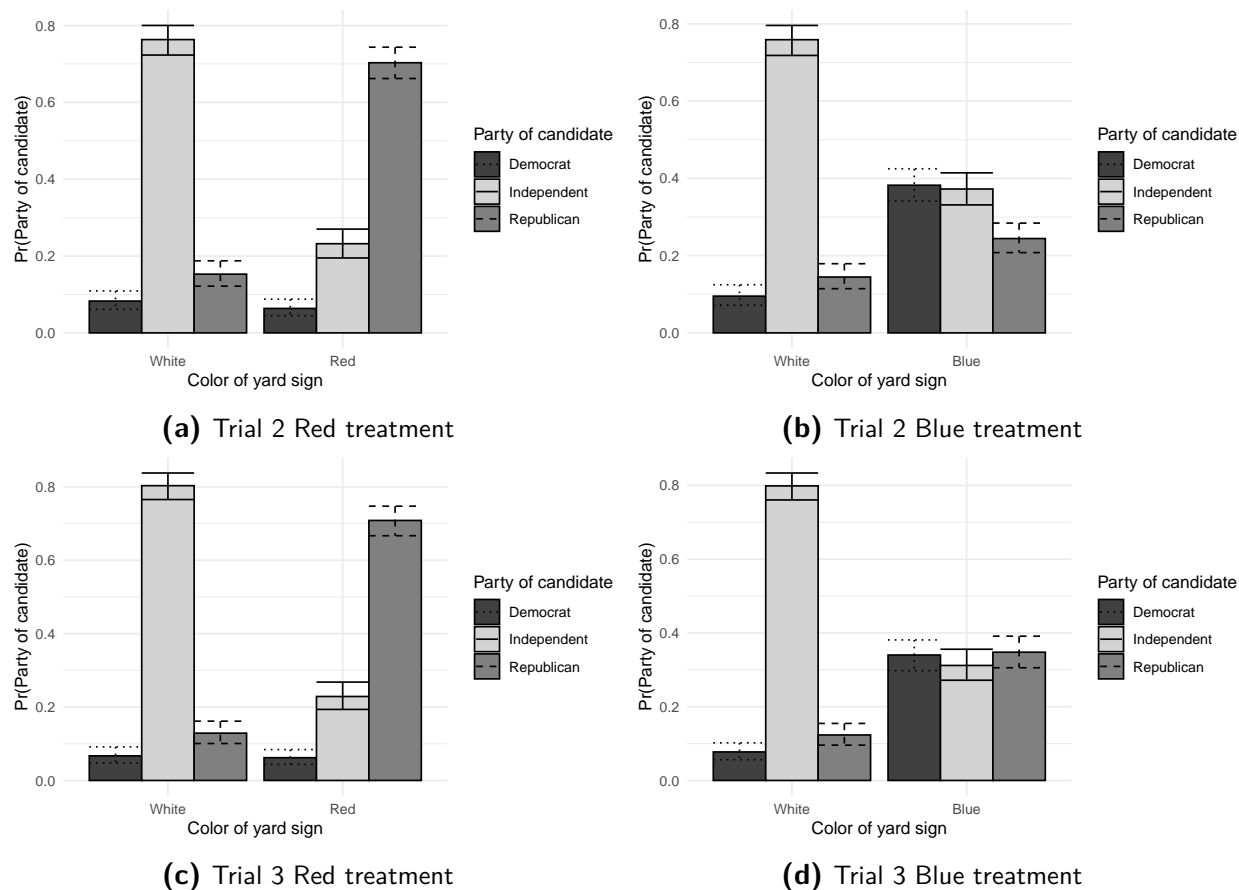 0.8
0.6
0.4
0.2
0.0
Pr(Party of candidate)
White
Red
Color of yard sign
Party of candidate
Democrat
Independent
Republican
(a) Trial 2 Red treatment
0.8
0.6
0.4
0.2
0.0
Pr(Party of candidate)
White
Blue
Color of yard sign
Party of candidate
Democrat
Independent
Republican
(b) Trial 2 Blue treatment
0.8
0.6
0.4
0.2
0.0
Pr(Party of candidate)
White
Red
Color of yard sign
Party of candidate
Democrat
Independent
Republican
(c) Trial 3 Red treatment
0.8
0.6
0.4
0.2
0.0
Pr(Party of candidate)
White
Blue
Color of yard sign
Party of candidate
Democrat
Independent
Republican
(d) Trial 3 Blue treatment